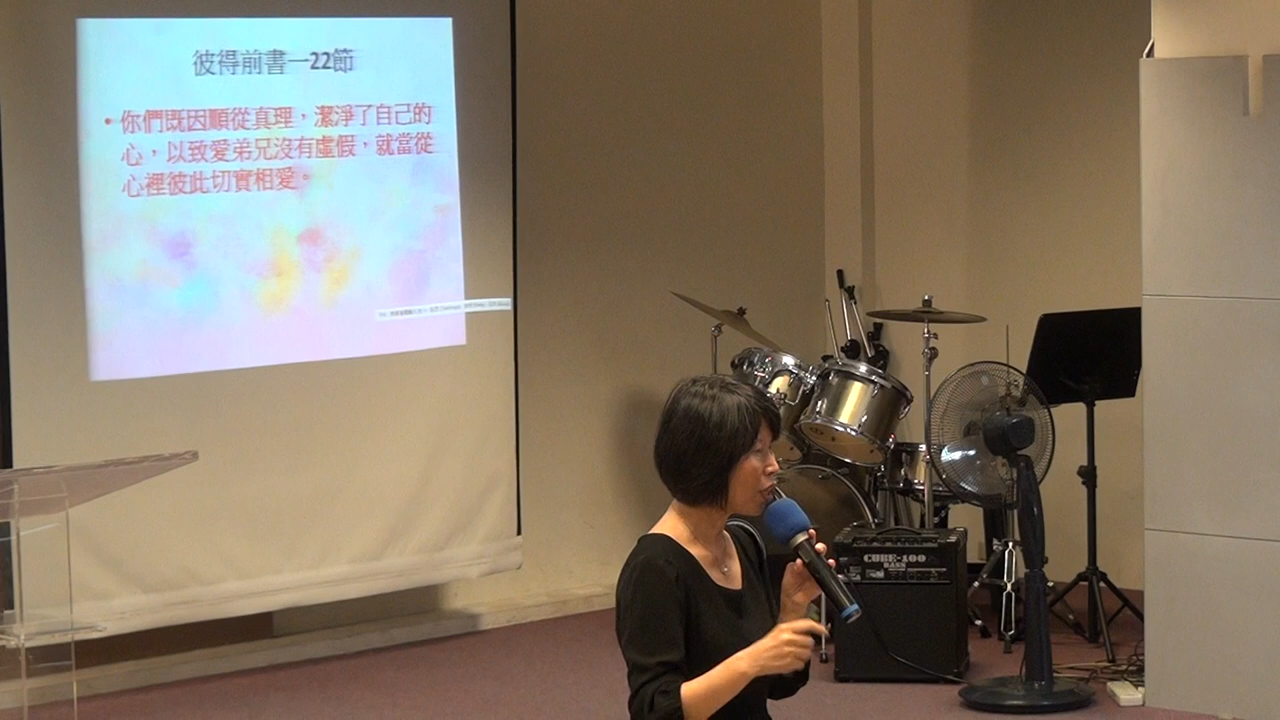 彼得前書一22節
• 你們既因順從真理，潔淨了自己的
心，以致愛弟兄沒有虛假，就當從
心裡彼此切實相愛。
CUBE-100
BASS